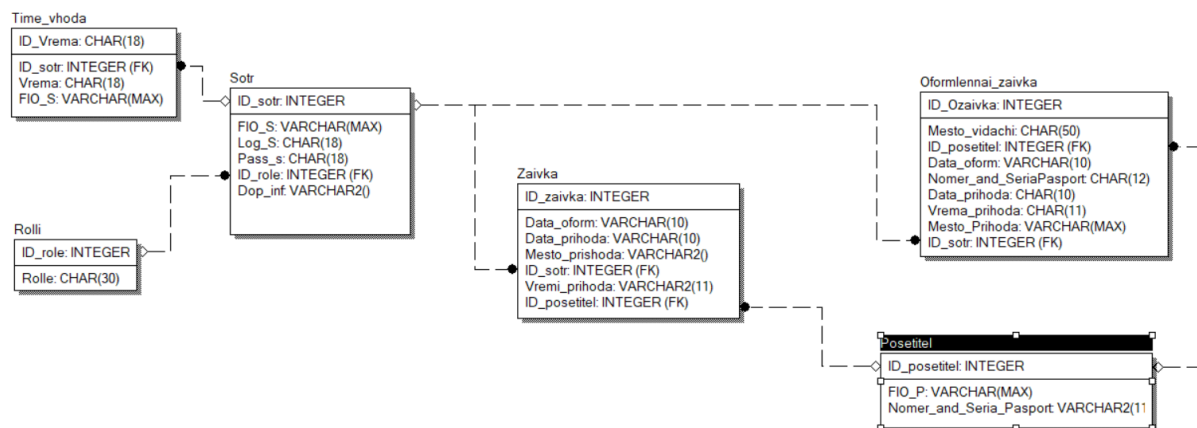 Time_vhoda
ID_Vrema: CHAR(18)
ID_sotr: INTEGER (FK)
Vrema: CHAR(18)
FIO_S: VARCHAR(MAX)
Sotr
ID_sotr: INTEGER
FIO_S: VARCHAR(MAX)
Log_S: CHAR(18)
Pass_s: CHAR(18)
ID_role: INTEGER (FK)
Dop_inf: VARCHAR2()
Rolli
ID_role: INTEGER
Rolle: CHAR(30)
Zaivka
ID_zaivka: INTEGER
Data_oform: VARCHAR(10)
Data_prihoda: VARCHAR(10)
Mesto_prishoda: VARCHAR2()
ID_sotr: INTEGER (FK)
Vremi_prihoda: VARCHAR2(11)
ID_posetitel: INTEGER (FK)
Oformlennai_zaivka
ID_Ozaivka: INTEGER
Mesto_vidachi: CHAR(50)
ID_posetitel: INTEGER (FK)
Data_oform: VARCHAR(10)
Nomer_and_SeriaPasport: CHAR(12)
Data_prihoda: CHAR(10)
Vrema_prihoda: CHAR(11)
Mesto_Prihoda: VARCHAR(MAX)
ID_sotr: INTEGER (FK)
Posetitel
ID_posetitel: INTEGER
FIO_P: VARCHAR(MAX)
Nomer_and_Seria_Pasport: VARCHAR2(11